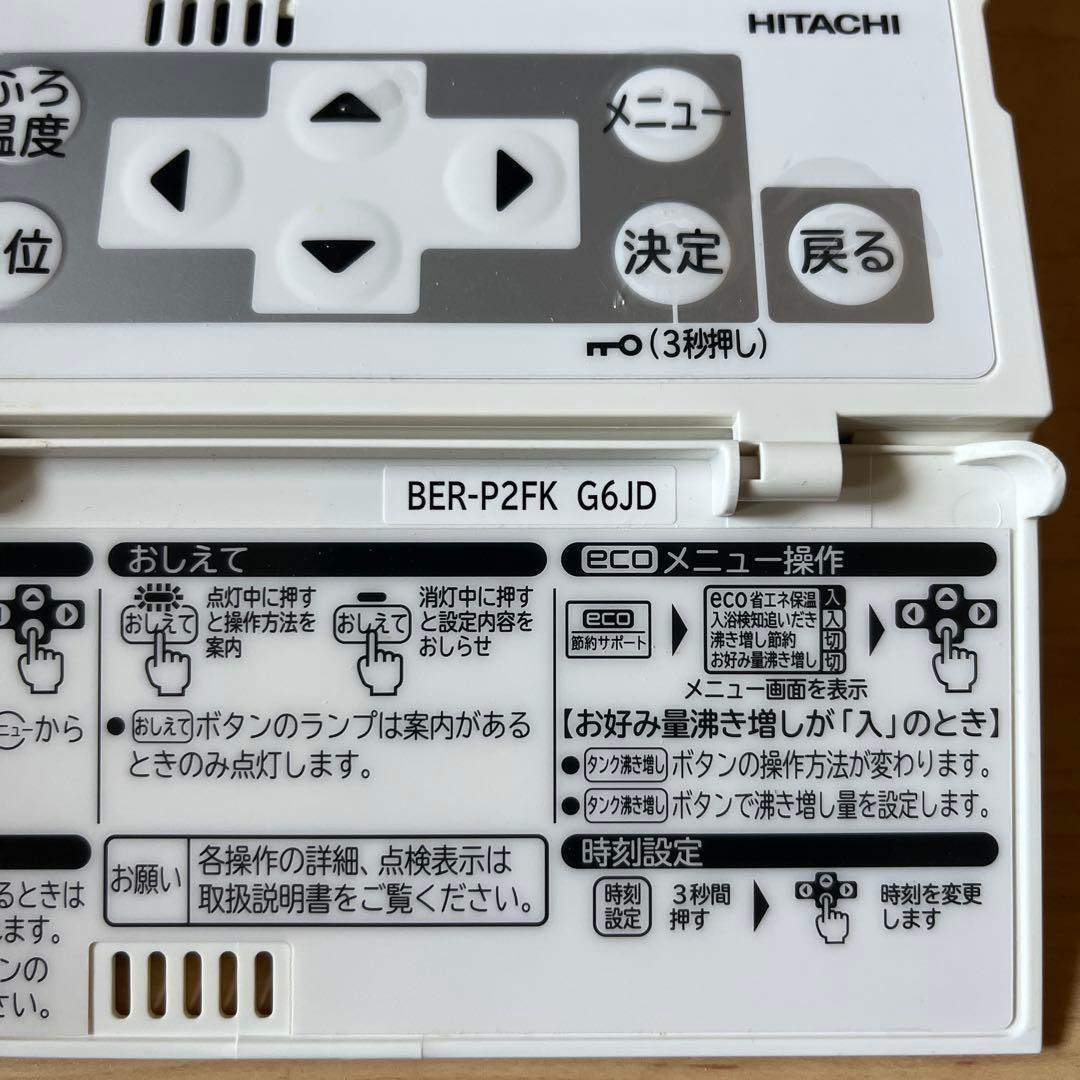 HITACHI
ふろ
温度
メニュー
位
決定
戻る
(3秒押し)
BER-P2FK G6JD
おしえて
おしえて
点灯中に押す
と操作方法を
案内
おしえて
消灯中に押す
と設定内容を
おしらせ
から
●おしえてボタンのランプは案内がある
ときのみ点灯します。
ecoメニュー操作
eco
節約サポート
eco省エネ保温 入
入浴検知追いだき 入
沸き増し節約 切
お好み量沸き増し 切
メニュー画面を表示
【お好み量沸き増しが「入」のとき】
●タンク沸き増しボタンの操作方法が変わります。
●タンク沸き増しボタンで沸き増し量を設定します。
るときは
ます。
ンの
さい。
お願い
各操作の詳細、点検表示は
取扱説明書をご覧ください。
時刻設定
時刻
設定
3秒間
押す
時刻を変更
します